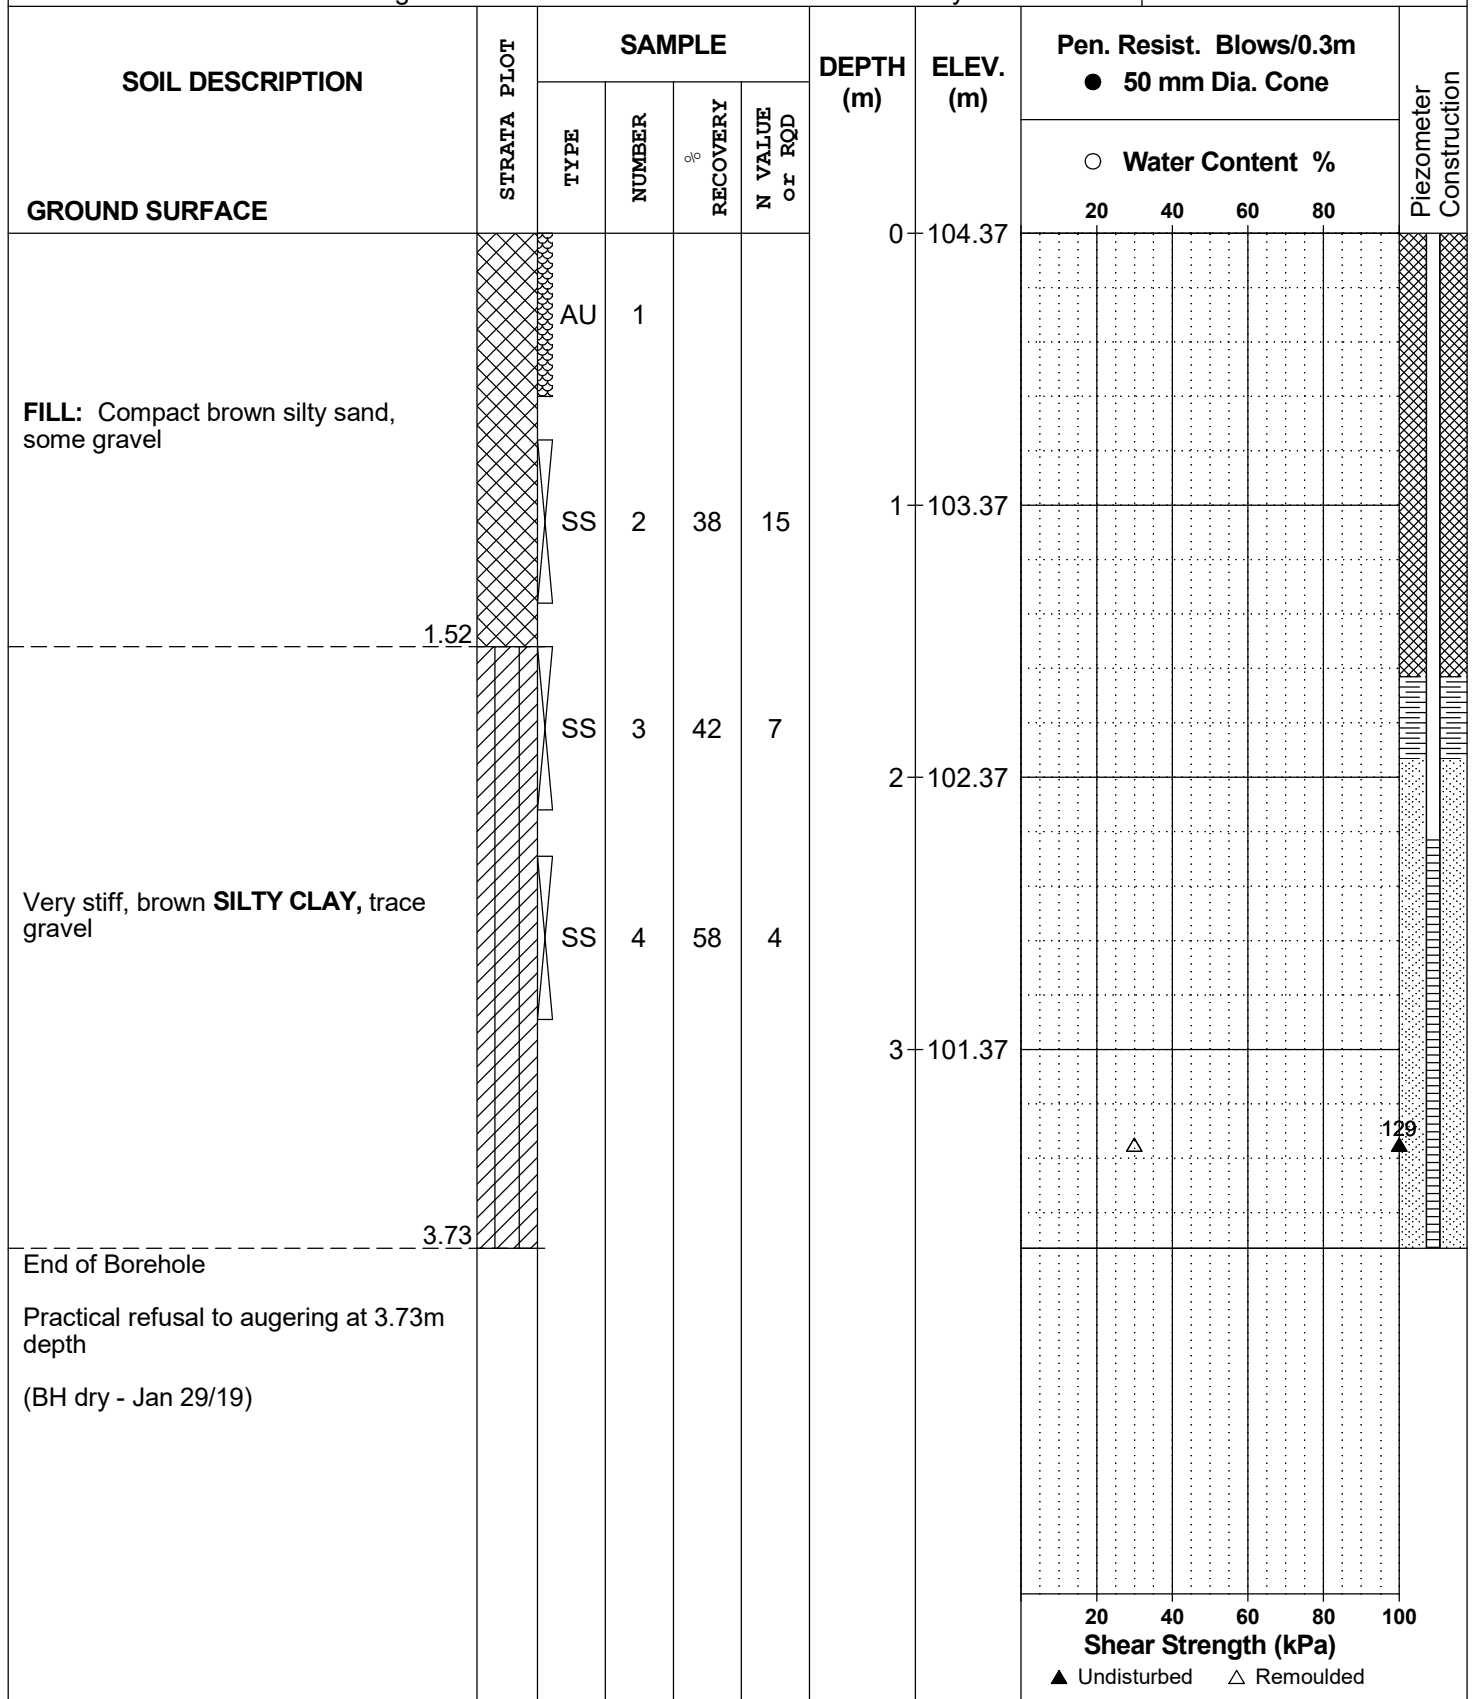 SOIL DESCRIPTION
GROUND SURFACE
STRATA PLOT
SAMPLE
TYPE
NUMBER
%
RECOVERY
N VALUE
or RQD
DEPTH
(m)
ELEV.
(m)
Pen. Resist. Blows/0.3m
● 50 mm Dia. Cone
○ Water Content %
20 40 60 80
Piezometer
Construction
0 104.37
AU 1
FILL: Compact brown silty sand,
some gravel
1 103.37
SS 2 38 15
1.52
SS 3 42 7
2 102.37
Very stiff, brown SILTY CLAY, trace
gravel
SS 4 58 4
3 101.37
129
3.73
End of Borehole
Practical refusal to augering at 3.73m
depth
(BH dry - Jan 29/19)
20 40 60 80 100
Shear Strength (kPa)
▲ Undisturbed △ Remoulded